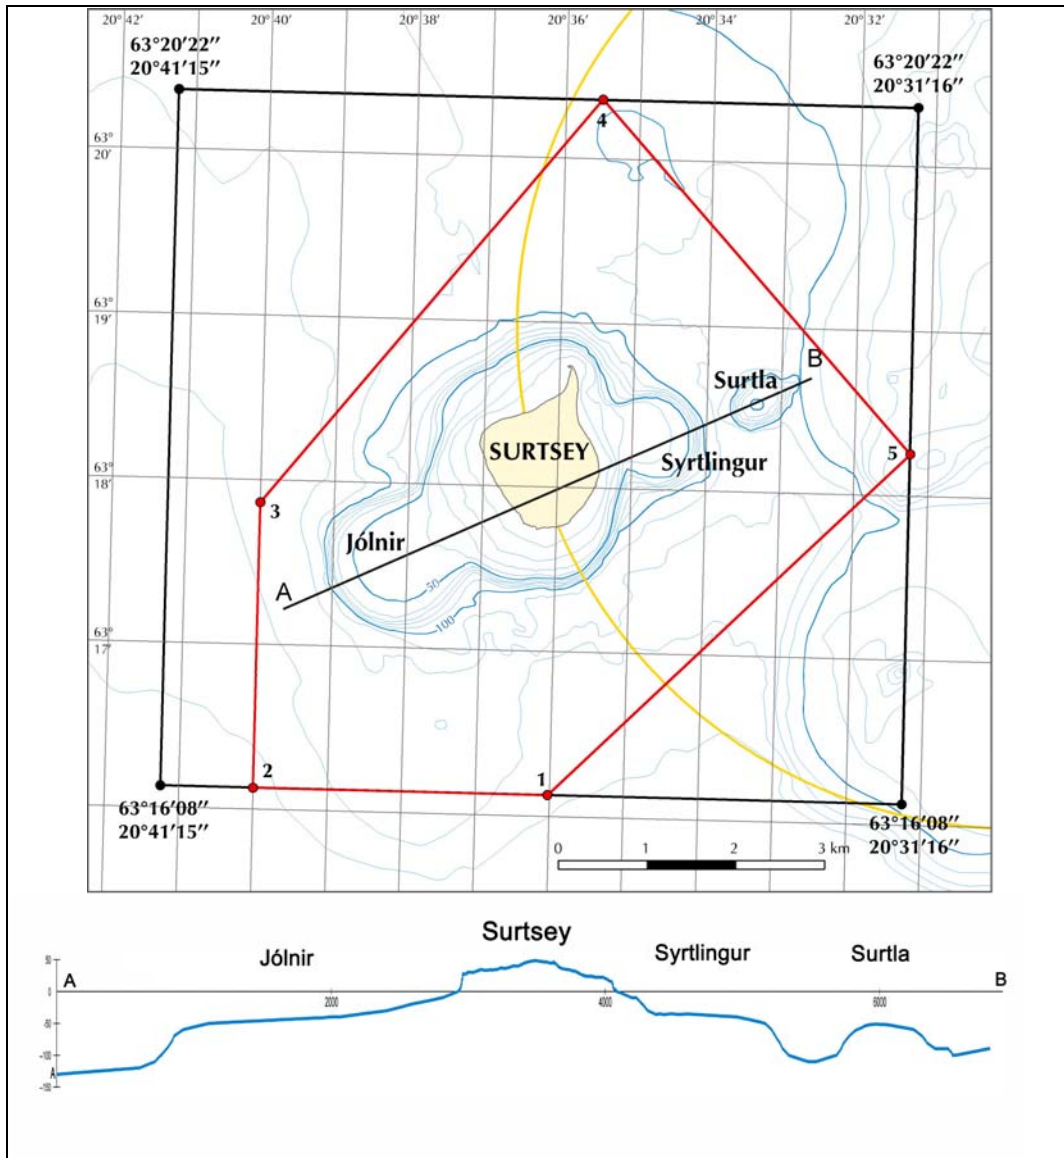 20°42′ 20°40′ 20°38′ 20°36′ 20°34′ 20°32′
63°20′22″
20°41′15″
63°20′22″
20°31′16″
4
63°
20′
63°
19′
B
Surtla
5
SURTSEY
Syrtlingur
63°
18′
3
Jólnir
A
50
100
63°
17′
2
1
63°16′08″
20°41′15″
63°16′08″
20°31′16″
0 1 2 3 km
Surtsey
Jólnir
Syrtlingur
Surtla
A
B
50
0
2000
4000
6000
-50
-100
A
-150